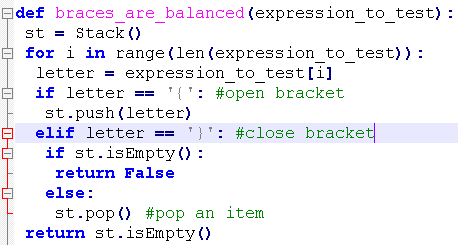 def braces_are_balanced(expression_to_test):
 st = Stack()
 for i in range(len(expression_to_test)):
  letter = expression_to_test[i]
  if letter == '{': #open bracket
   st.push(letter)
  elif letter == '}': #close bracket
   if st.isEmpty():
    return False
   else:
    st.pop() #pop an item
 return st.isEmpty()